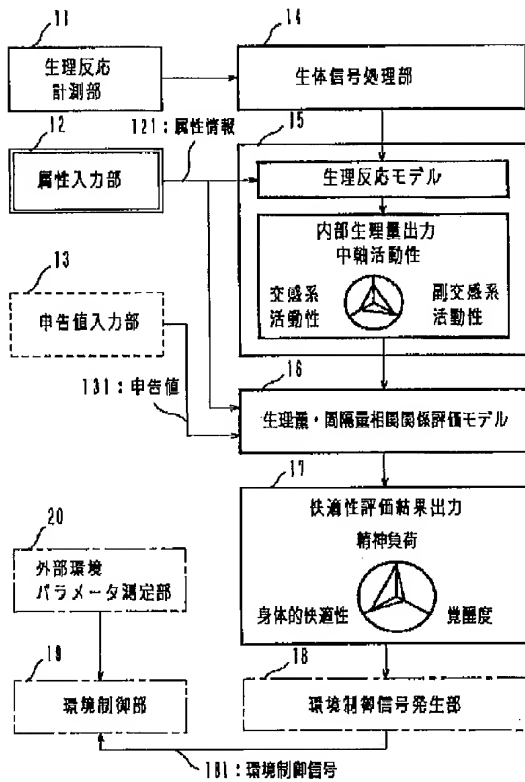 11
生理反応
計測部
14
生体信号処理部
12
121：属性情報
属性入力部
15
生理反応モデル
内部生理量出力
中軸活動性
交感系
活動性
副交感系
活動性
13
申告値入力部
131：申告値
16
生理量・間隔量相関関係評価モデル
17
快適性評価結果出力
精神負荷
身体的快適性
覚醒度
20
外部環境
パラメータ測定部
19
環境制御部
18
環境制御信号発生部
181：環境制御信号